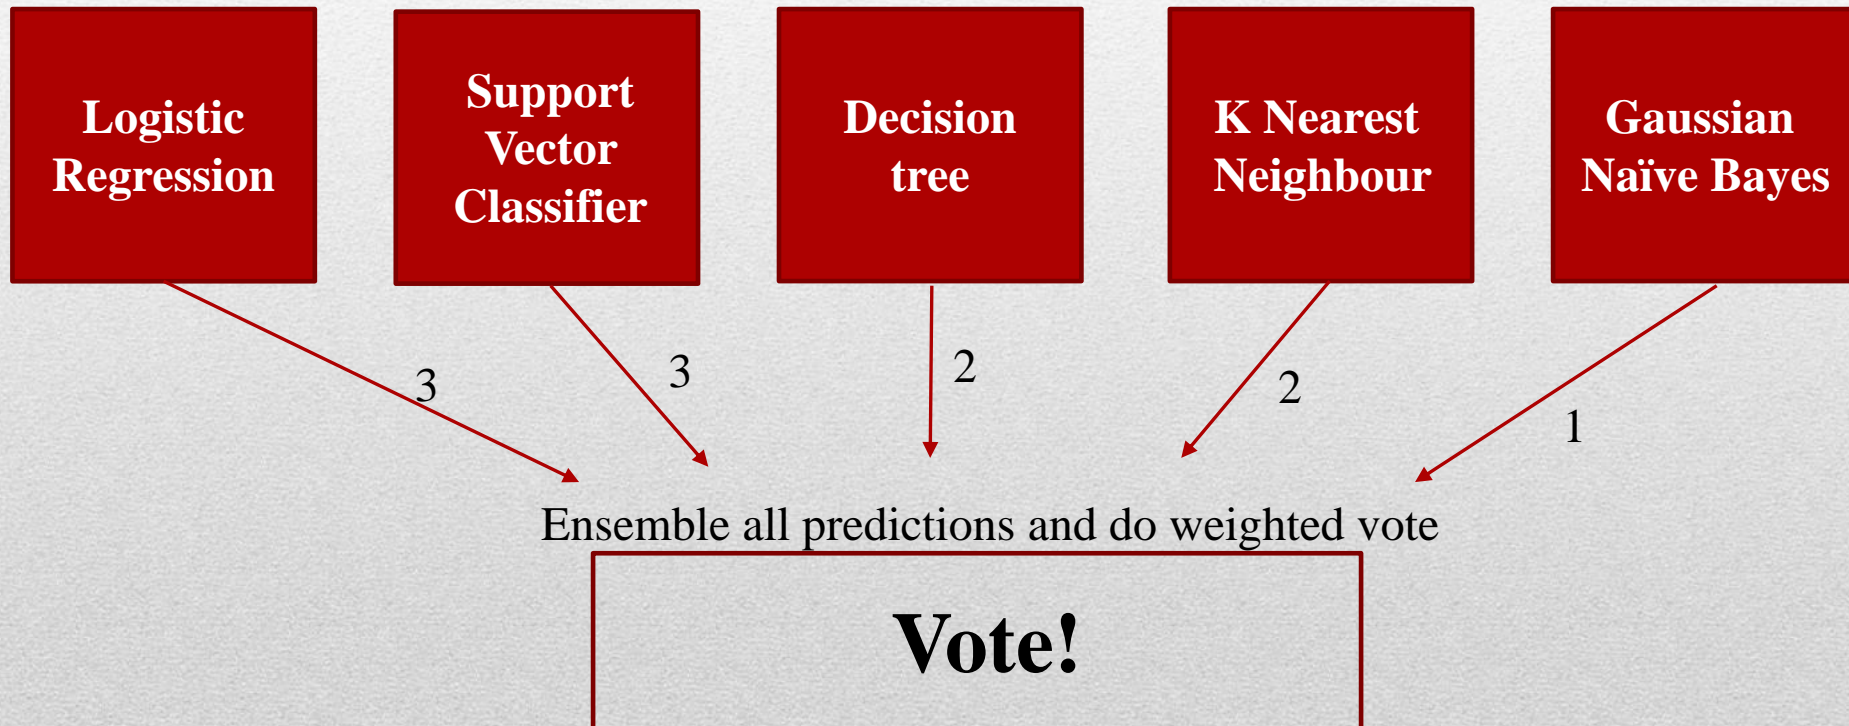 Logistic
Regression
Support
Vector
Classifier
Decision
tree
K Nearest
Neighbour
Gaussian
Naïve Bayes
3
3
2
2
1
Ensemble all predictions and do weighted vote
Vote!